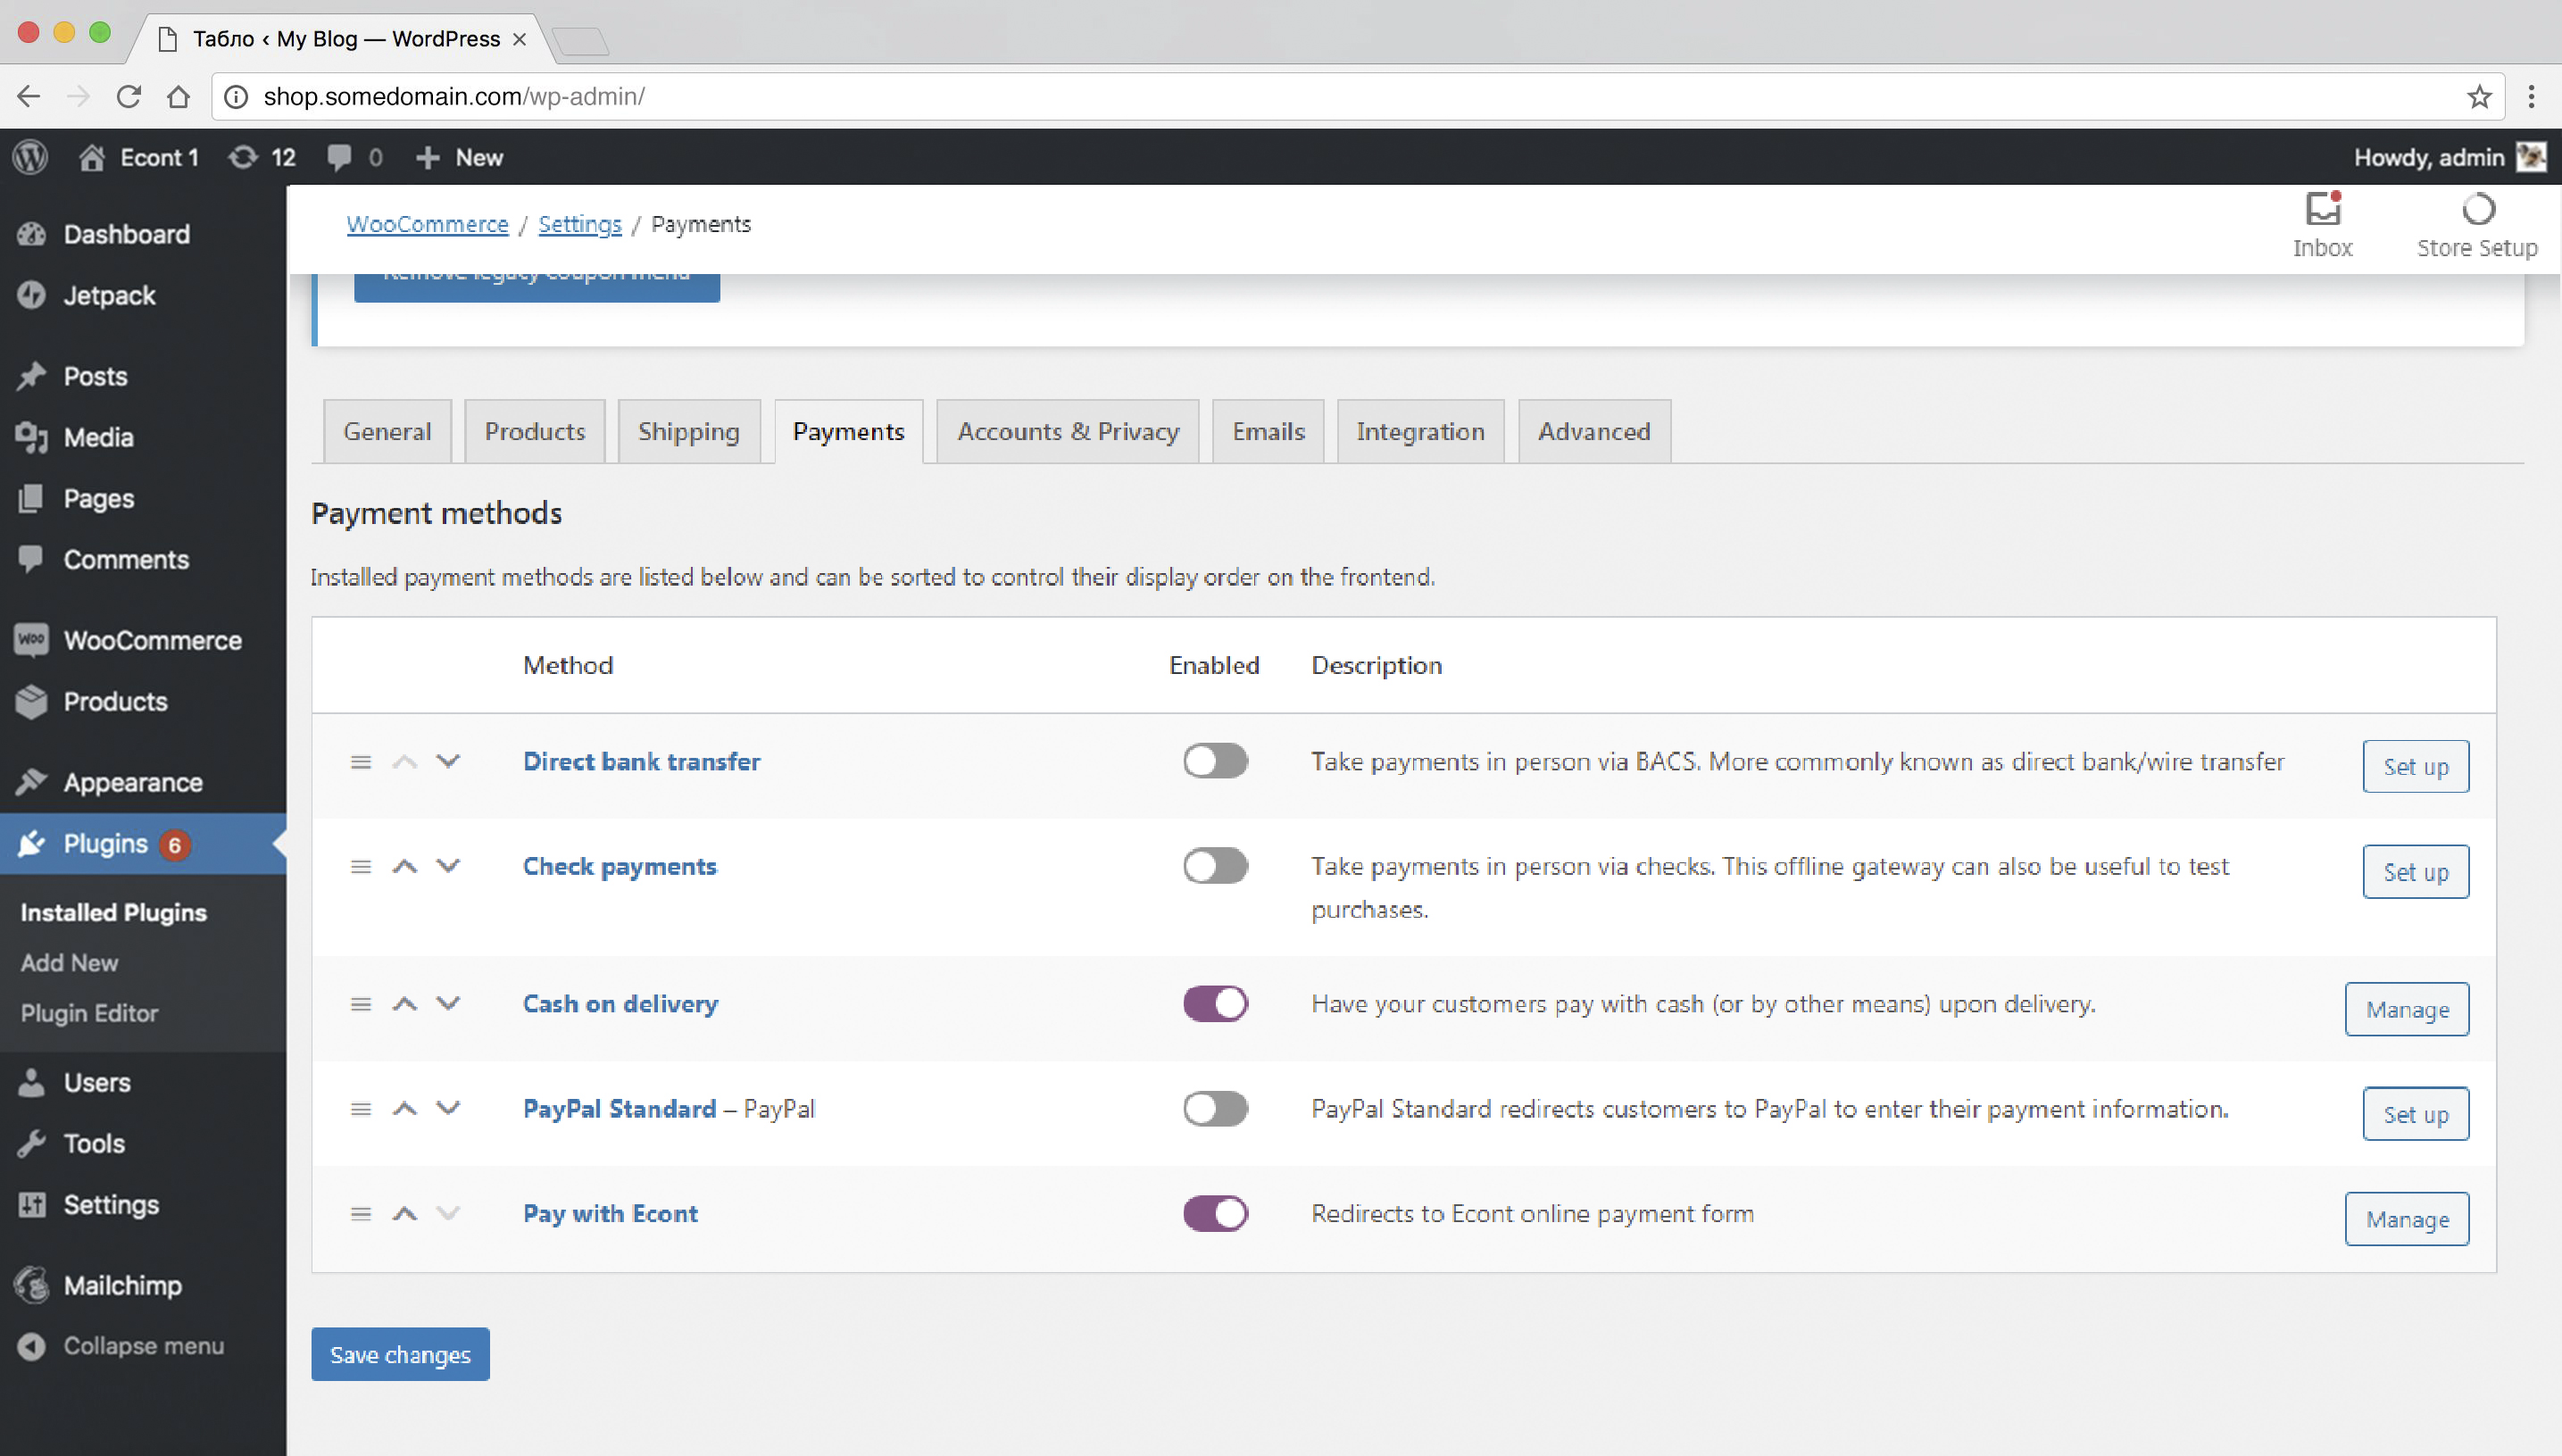 Табло ‹ My Blog — WordPress
shop.somedomain.com/wp-admin/
Econt 1 12 0 New Howdy, admin
Dashboard
Jetpack
Posts
Media
Pages
Comments
WooCommerce
Products
Appearance
Plugins 6
Installed Plugins
Add New
Plugin Editor
Users
Tools
Settings
Mailchimp
Collapse menu
WooCommerce / Settings / Payments
Inbox
Store Setup
Remove legacy coupon menu
General Products Shipping Payments Accounts & Privacy Emails Integration Advanced
Payment methods
Installed payment methods are listed below and can be sorted to control their display order on the frontend.
Method Enabled Description
Direct bank transfer Take payments in person via BACS. More commonly known as direct bank/wire transfer Set up
Check payments Take payments in person via checks. This offline gateway can also be useful to test
purchases. Set up
Cash on delivery Have your customers pay with cash (or by other means) upon delivery. Manage
PayPal Standard – PayPal PayPal Standard redirects customers to PayPal to enter their payment information. Set up
Pay with Econt Redirects to Econt online payment form Manage
Save changes